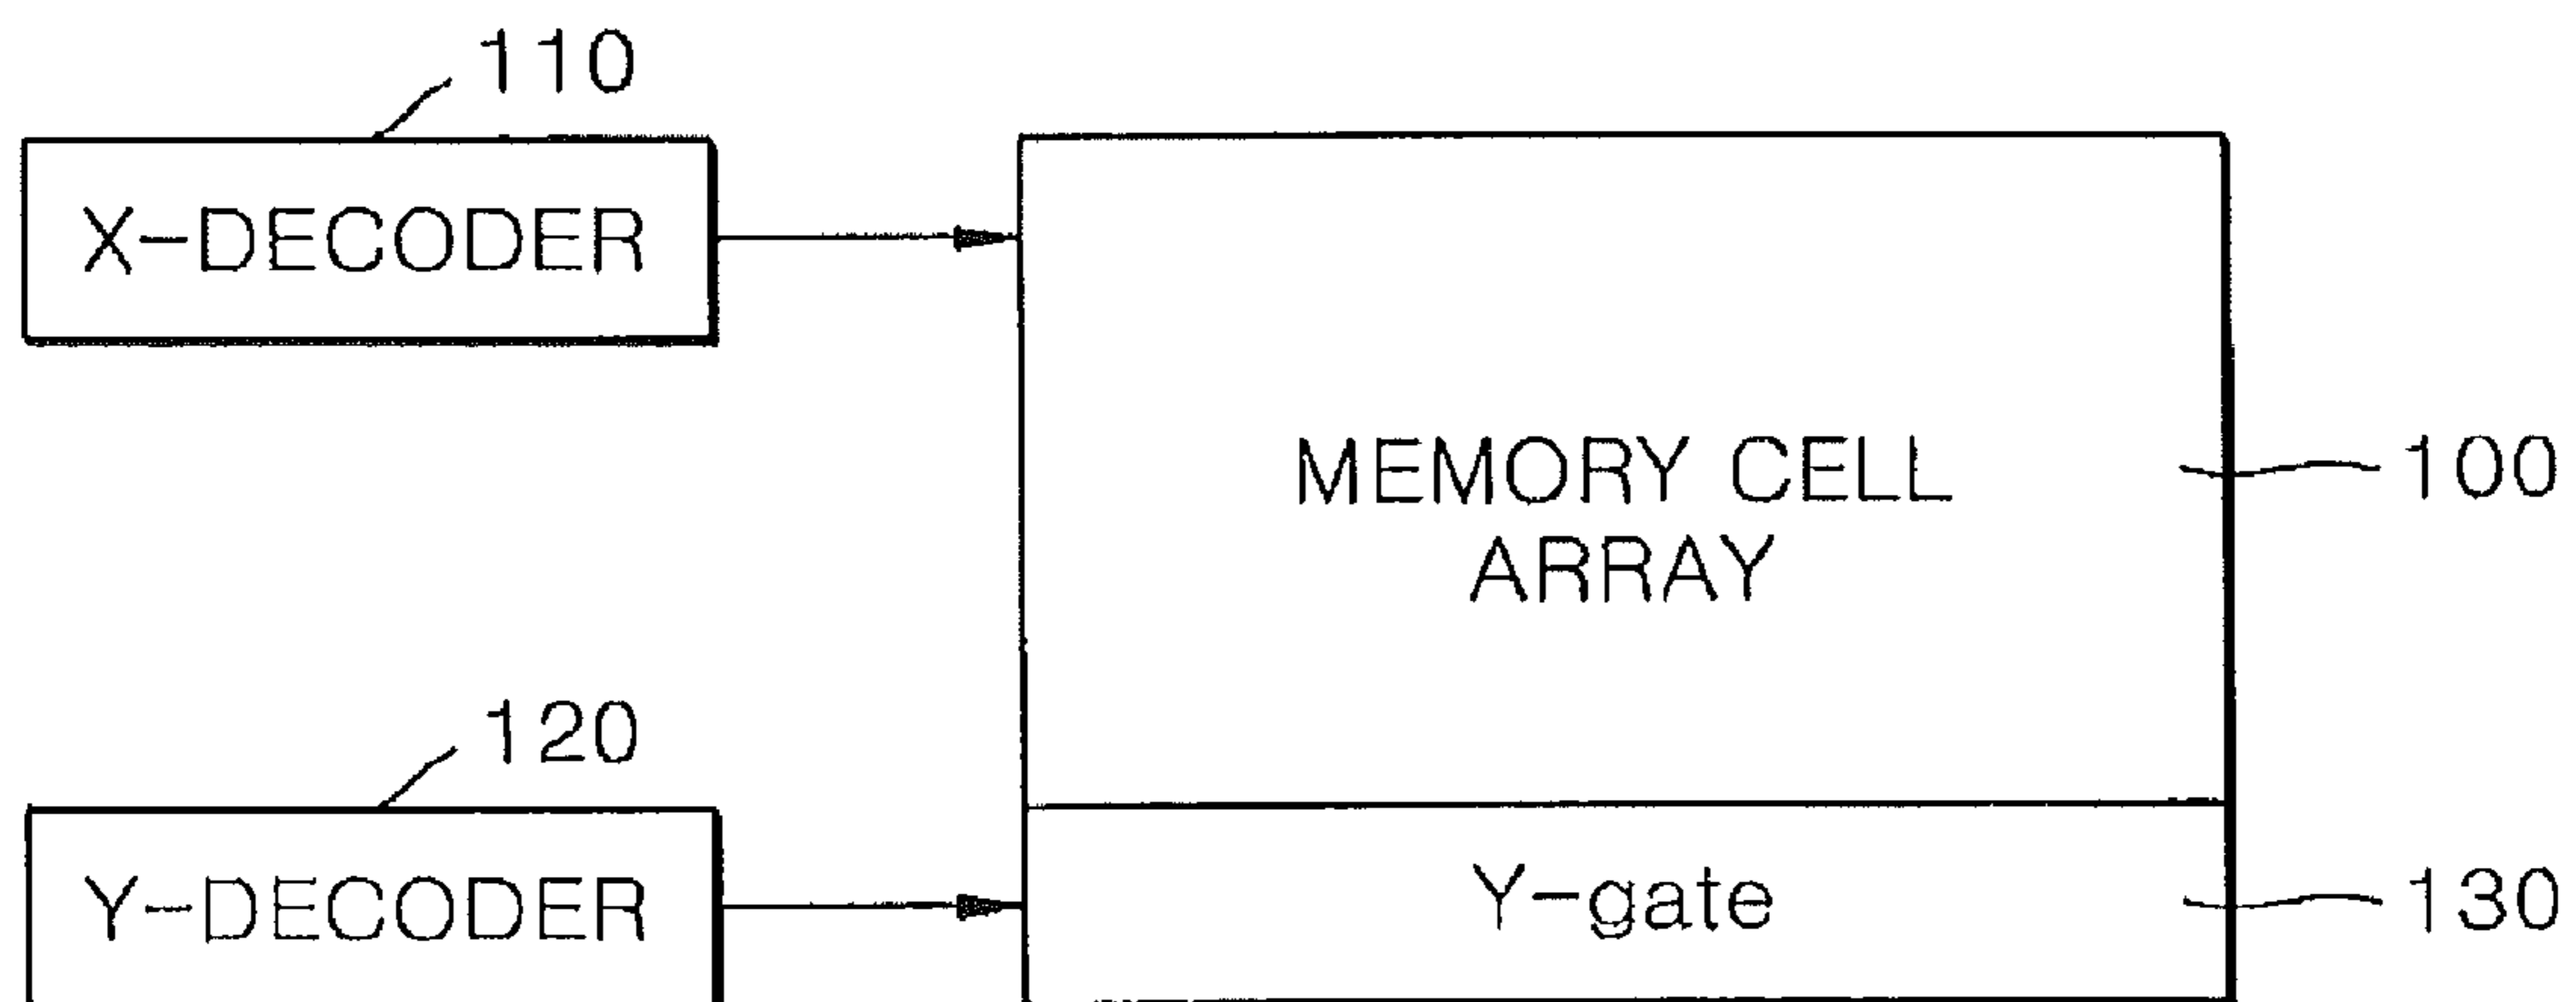 110
X-DECODER
MEMORY CELL
ARRAY
100
120
Y-DECODER
Y-gate
130